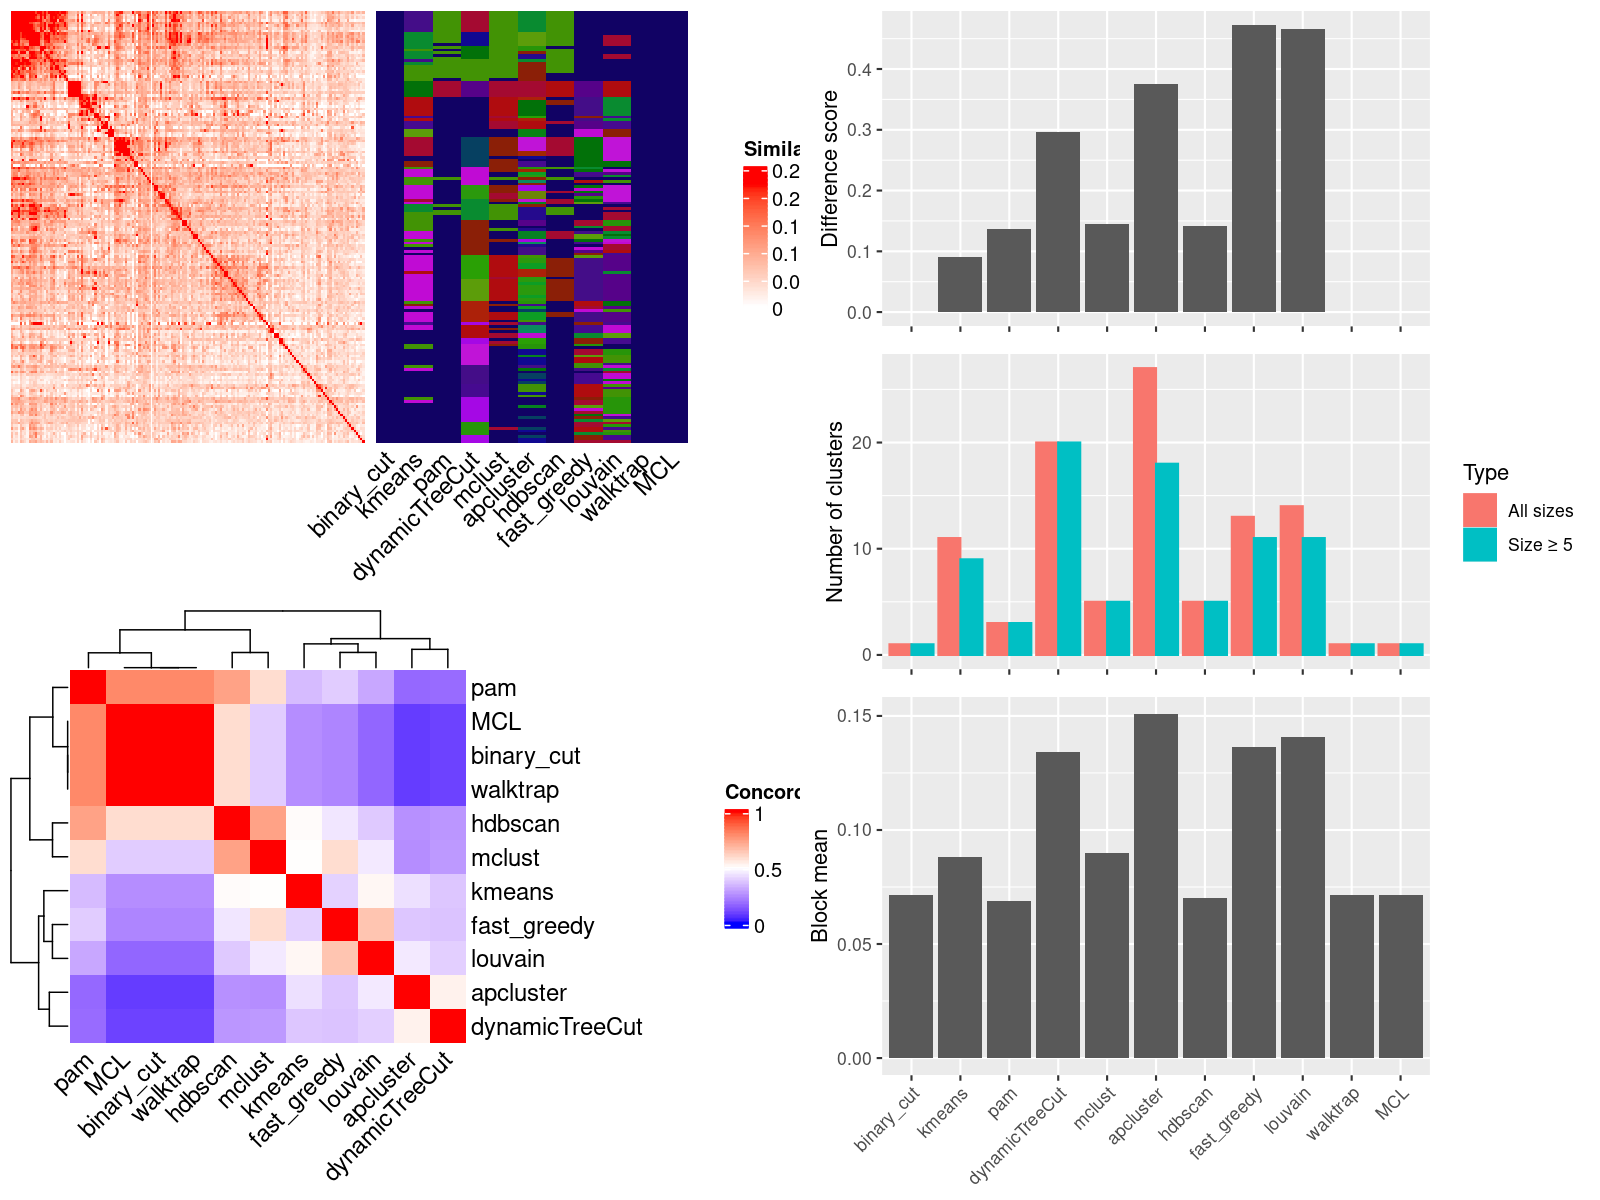 Simila
0.2
0.2
0.1
0.1
0.0
0
binary_cut
kmeans
pam
dynamicTreeCut
mclust
apcluster
hdbscan
fast_greedy
louvain
walktrap
MCL
pam
MCL
binary_cut
walktrap
hdbscan
mclust
kmeans
fast_greedy
louvain
apcluster
dynamicTreeCut
pam
MCL
binary_cut
walktrap
hdbscan
mclust
kmeans
fast_greedy
louvain
apcluster
dynamicTreeCut
Concord
1
0.5
0
Difference score
0.4
0.3
0.2
0.1
0.0
Number of clusters
20
10
0
Type
All sizes
Size ≥ 5
Block mean
0.15
0.10
0.05
0.00
binary_cut
kmeans
pam
dynamicTreeCut
mclust
apcluster
hdbscan
fast_greedy
louvain
walktrap
MCL